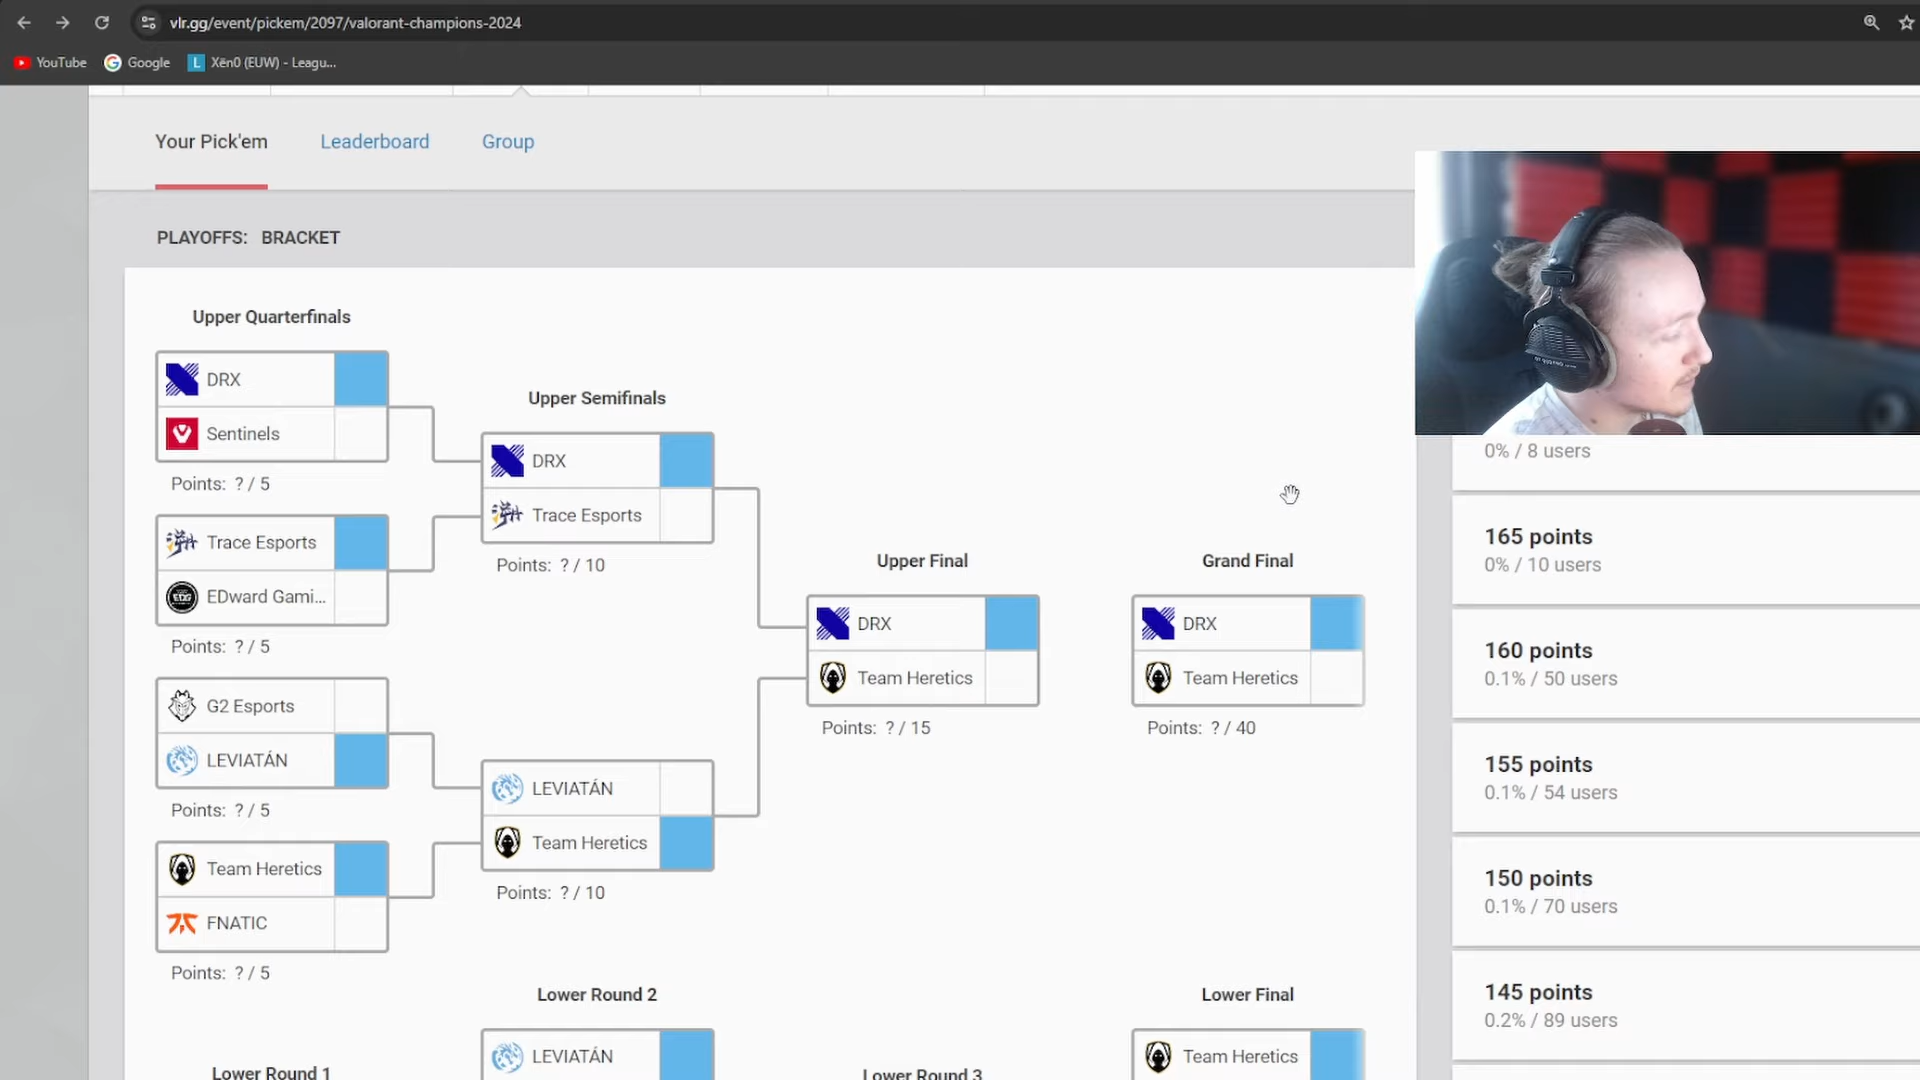 vlr.gg/event/pickem/2097/valorant-champions-2024
YouTube
Google
Xën0 (EUW) - Leagu...
Your Pick'em
Leaderboard
Group
PLAYOFFS: BRACKET
Upper Quarterfinals
DRX
Sentinels
Points: ? / 5
Trace Esports
EDward Gami...
Points: ? / 5
G2 Esports
LEVIATÁN
Points: ? / 5
Team Heretics
FNATIC
Points: ? / 5
Upper Semifinals
DRX
Trace Esports
Points: ? / 10
LEVIATÁN
Team Heretics
Points: ? / 10
Upper Final
DRX
Team Heretics
Points: ? / 15
Grand Final
DRX
Team Heretics
Points: ? / 40
Lower Round 1
Lower Round 2
LEVIATÁN
Lower Round 3
Lower Final
Team Heretics
0% / 8 users
165 points
0% / 10 users
160 points
0.1% / 50 users
155 points
0.1% / 54 users
150 points
0.1% / 70 users
145 points
0.2% / 89 users